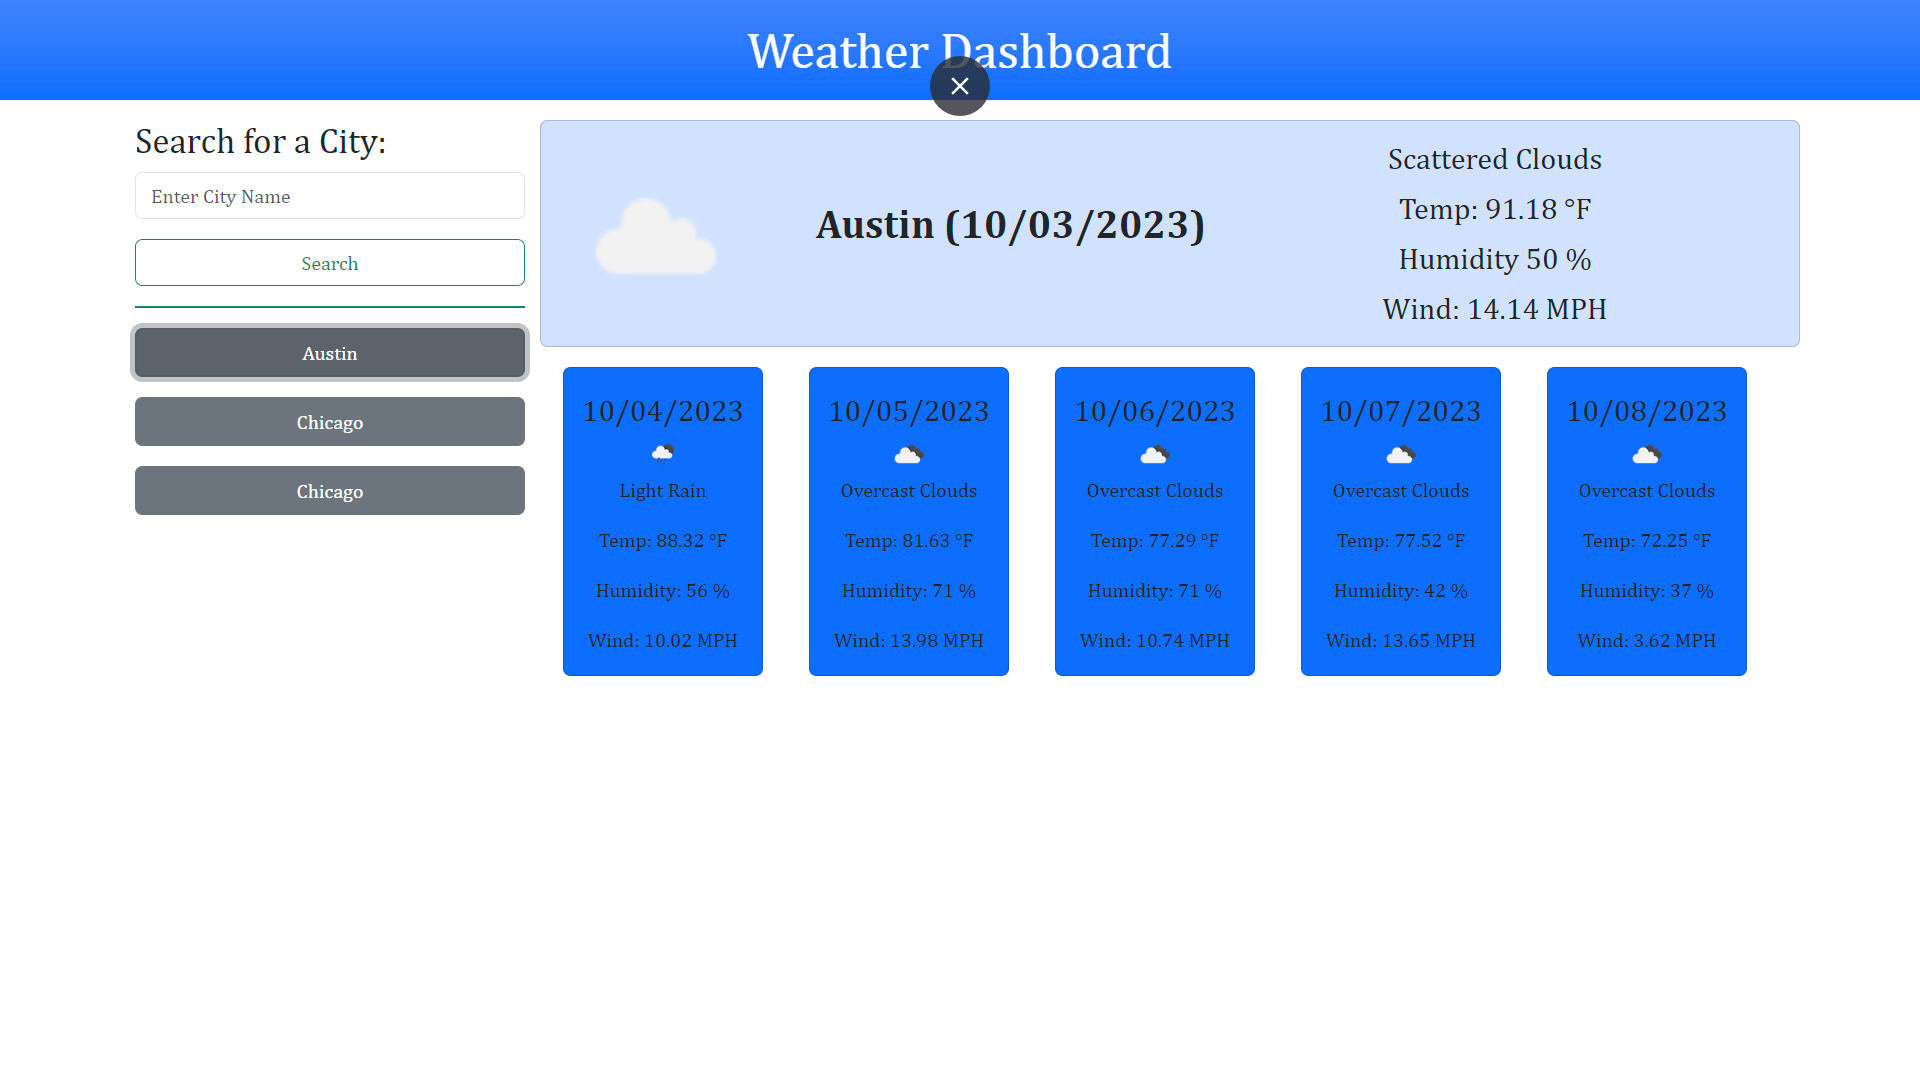 Weather Dashboard
Search for a City:
Enter City Name
Search
Austin
Chicago
Chicago
Austin (10/03/2023)
Scattered Clouds
Temp: 91.18 °F
Humidity 50 %
Wind: 14.14 MPH
10/04/2023
Light Rain
Temp: 88.32 °F
Humidity: 56 %
Wind: 10.02 MPH
10/05/2023
Overcast Clouds
Temp: 81.63 °F
Humidity: 71 %
Wind: 13.98 MPH
10/06/2023
Overcast Clouds
Temp: 77.29 °F
Humidity: 71 %
Wind: 10.74 MPH
10/07/2023
Overcast Clouds
Temp: 77.52 °F
Humidity: 42 %
Wind: 13.65 MPH
10/08/2023
Overcast Clouds
Temp: 72.25 °F
Humidity: 37 %
Wind: 3.62 MPH